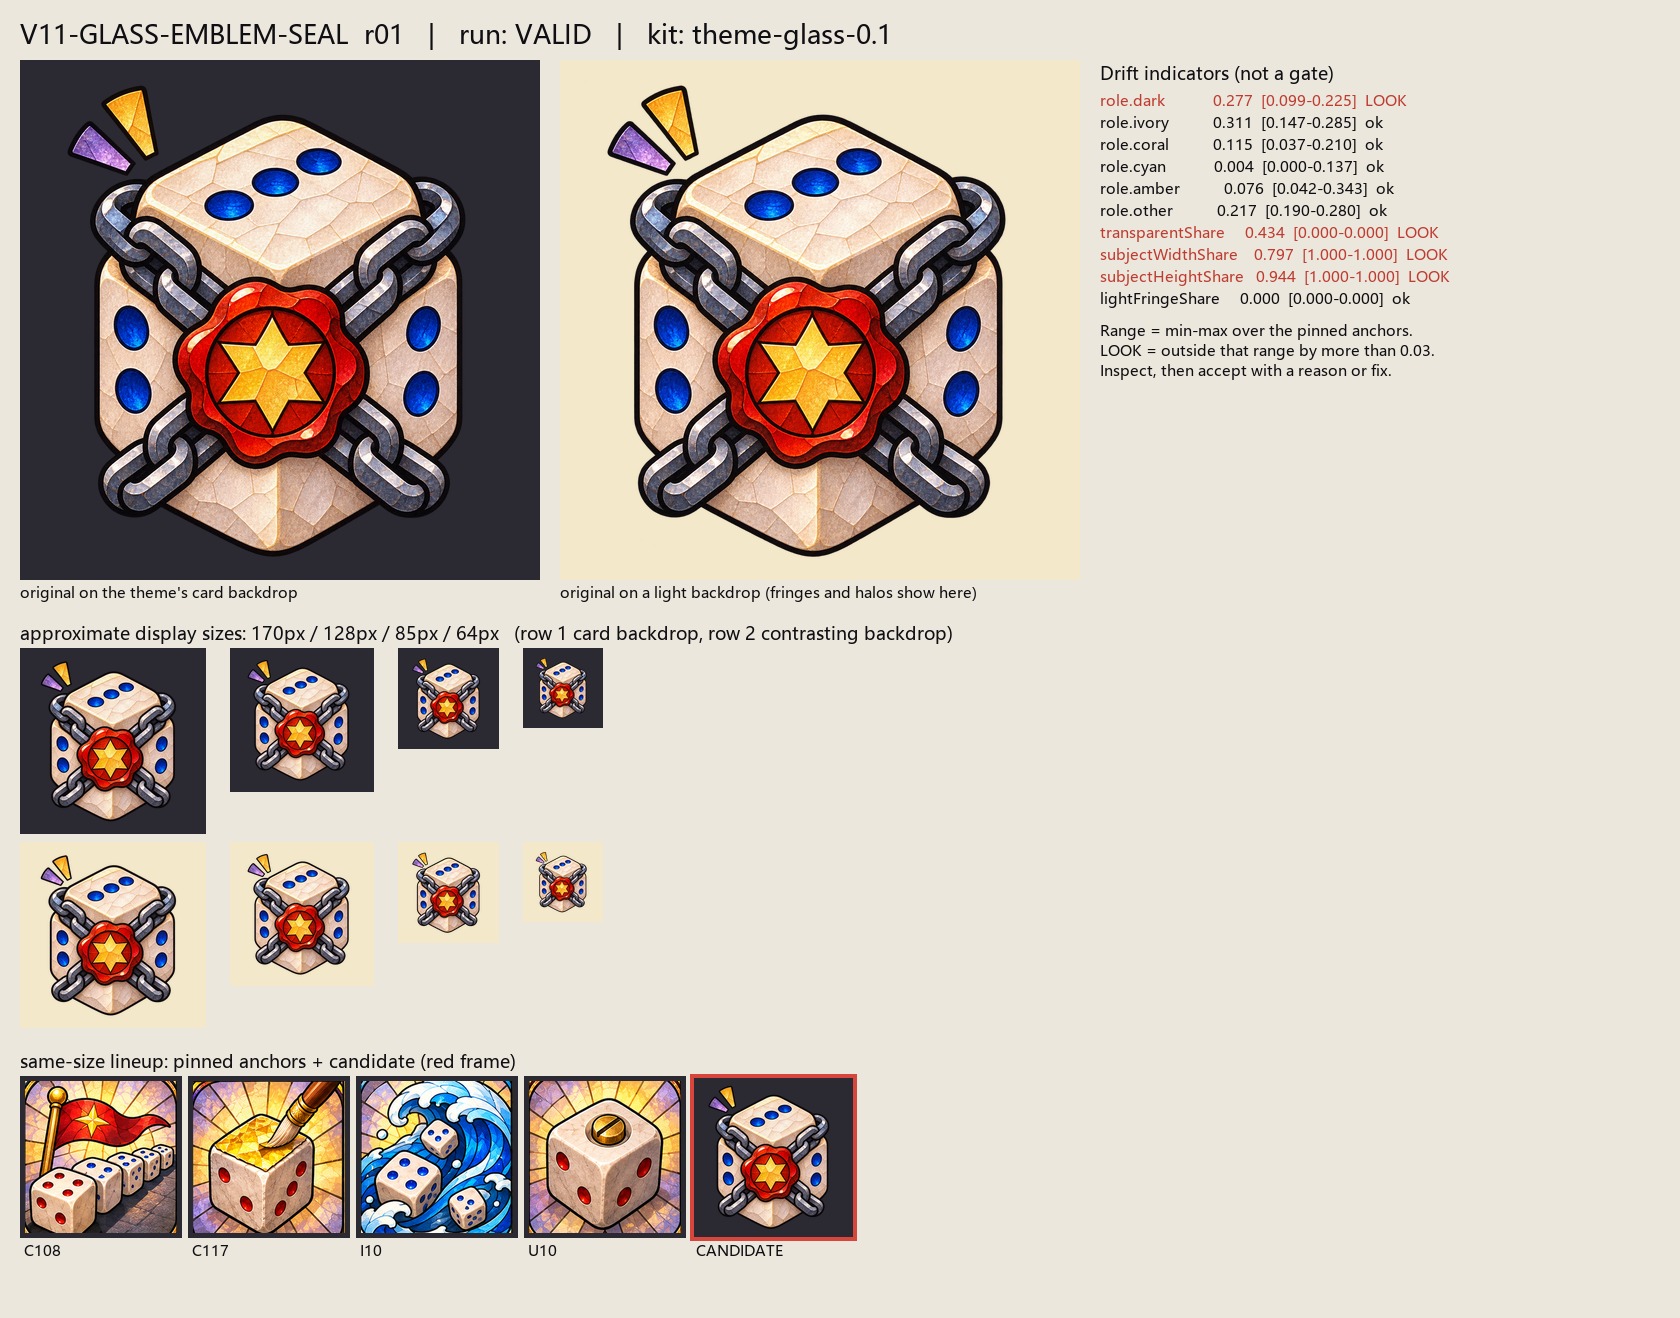 V11-GLASS-EMBLEM-SEAL r01 | run: VALID | kit: theme-glass-0.1
Drift indicators (not a gate)
role.dark 0.277 [0.099-0.225] LOOK
role.ivory 0.311 [0.147-0.285] ok
role.coral 0.115 [0.037-0.210] ok
role.cyan 0.004 [0.000-0.137] ok
role.amber 0.076 [0.042-0.343] ok
role.other 0.217 [0.190-0.280] ok
transparentShare 0.434 [0.000-0.000] LOOK
subjectWidthShare 0.797 [1.000-1.000] LOOK
subjectHeightShare 0.944 [1.000-1.000] LOOK
lightFringeShare 0.000 [0.000-0.000] ok
Range = min-max over the pinned anchors.
LOOK = outside that range by more than 0.03.
Inspect, then accept with a reason or fix.
original on the theme's card backdrop
original on a light backdrop (fringes and halos show here)
approximate display sizes: 170px / 128px / 85px / 64px (row 1 card backdrop, row 2 contrasting backdrop)
same-size lineup: pinned anchors + candidate (red frame)
C108
C117
I10
U10
CANDIDATE